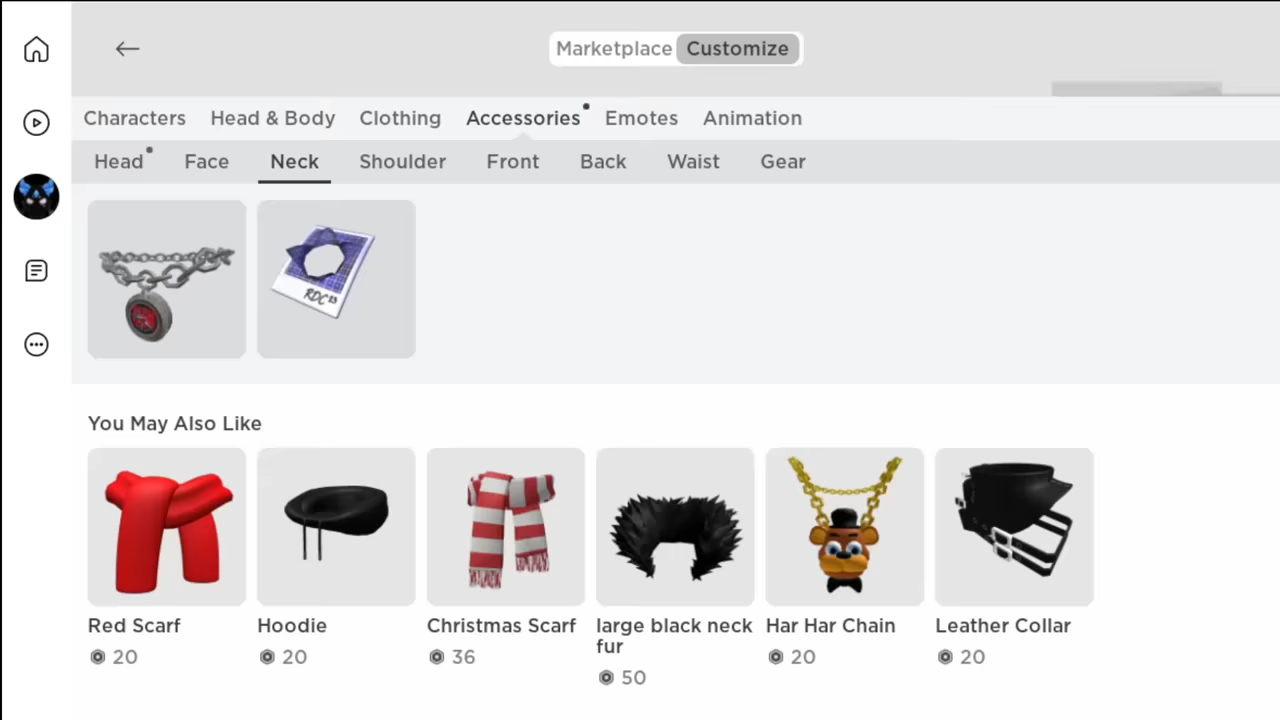 Marketplace Customize
Characters Head & Body Clothing Accessories Emotes Animation
Head Face Neck Shoulder Front Back Waist Gear
RDC 23
You May Also Like
Red Scarf Hoodie Christmas Scarf large black neck fur Har Har Chain Leather Collar
20 20 36 50 20 20